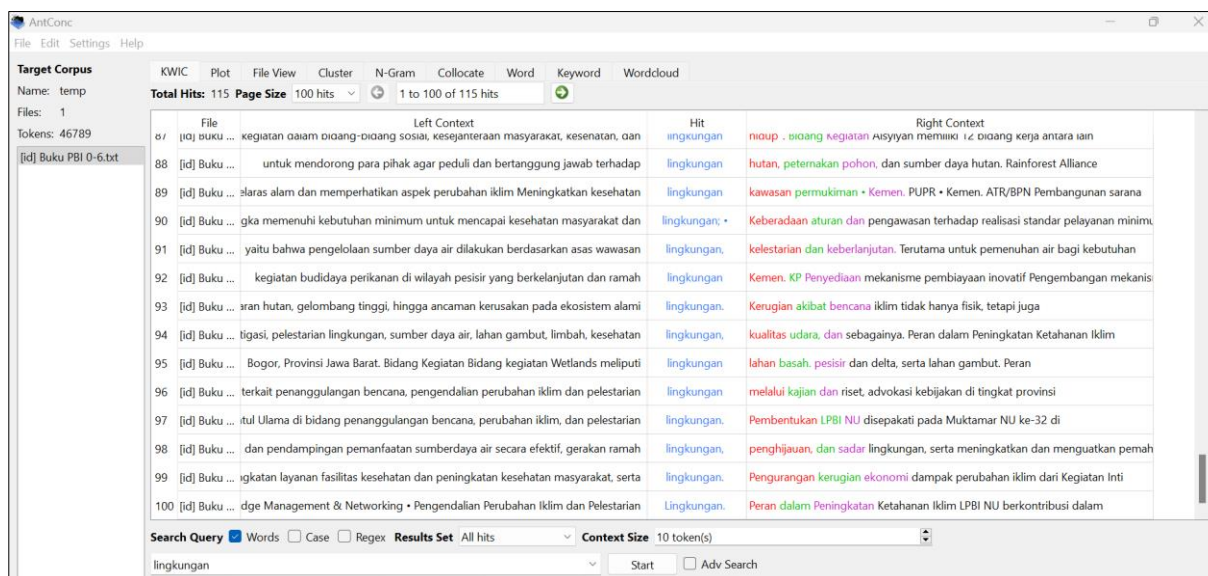 AntConc
File Edit Settings Help
Target Corpus
Name: temp
Files: 1
Tokens: 46789
[id] Buku PBI 0-6.txt
KWIC Plot File View Cluster N-Gram Collocate Word Keyword Wordcloud
Total Hits: 115 Page Size 100 hits 1 to 100 of 115 hits
File Left Context Hit Right Context
87 [id] Buku ... kegiatan dalam bidang-bidang sosial, kesejahteraan masyarakat, kesehatan, dan lingkungan hidup . Bidang Kegiatan Aisyiyah memiliki 12 bidang kerja antara lain
88 [id] Buku ... untuk mendorong para pihak agar peduli dan bertanggung jawab terhadap lingkungan hutan, peternakan pohon, dan sumber daya hutan. Rainforest Alliance
89 [id] Buku ... elaras alam dan memperhatikan aspek perubahan iklim Meningkatkan kesehatan lingkungan kawasan permukiman • Kemen. PUPR • Kemen. ATR/BPN Pembangunan sarana
90 [id] Buku ... gka memenuhi kebutuhan minimum untuk mencapai kesehatan masyarakat dan lingkungan; • Keberadaan aturan dan pengawasan terhadap realisasi standar pelayanan minimu
91 [id] Buku ... yaitu bahwa pengelolaan sumber daya air dilakukan berdasarkan asas wawasan lingkungan, kelestarian dan keberlanjutan. Terutama untuk pemenuhan air bagi kebutuhan
92 [id] Buku ... kegiatan budidaya perikanan di wilayah pesisir yang berkelanjutan dan ramah lingkungan Kemen. KP Penyediaan mekanisme pembiayaan inovatif Pengembangan mekanis
93 [id] Buku ... aran hutan, gelombang tinggi, hingga ancaman kerusakan pada ekosistem alami lingkungan. Kerugian akibat bencana iklim tidak hanya fisik, tetapi juga
94 [id] Buku ... tigasi, pelestarian lingkungan, sumber daya air, lahan gambut, limbah, kesehatan lingkungan, kualitas udara, dan sebagainya. Peran dalam Peningkatan Ketahanan Iklim
95 [id] Buku ... Bogor, Provinsi Jawa Barat. Bidang Kegiatan Bidang kegiatan Wetlands meliputi lingkungan lahan basah. pesisir dan delta, serta lahan gambut. Peran
96 [id] Buku ... terkait penanggulangan bencana, pengendalian perubahan iklim dan pelestarian lingkungan melalui kajian dan riset, advokasi kebijakan di tingkat provinsi
97 [id] Buku ... tul Ulama di bidang penanggulangan bencana, perubahan iklim, dan pelestarian lingkungan. Pembentukan LPBI NU disepakati pada Muktamar NU ke-32 di
98 [id] Buku ... dan pendampingan pemanfaatan sumberdaya air secara efektif, gerakan ramah lingkungan, penghijauan, dan sadar lingkungan, serta meningkatkan dan menguatkan pemah
99 [id] Buku ... ngkatan layanan fasilitas kesehatan dan peningkatan kesehatan masyarakat, serta lingkungan. Pengurangan kerugian ekonomi dampak perubahan iklim dari Kegiatan Inti
100 [id] Buku ... dge Management & Networking • Pengendalian Perubahan Iklim dan Pelestarian Lingkungan. Peran dalam Peningkatan Ketahanan Iklim LPBI NU berkontribusi dalam
Search Query Words Case Regex Results Set All hits Context Size 10 token(s)
lingkungan Start Adv Search